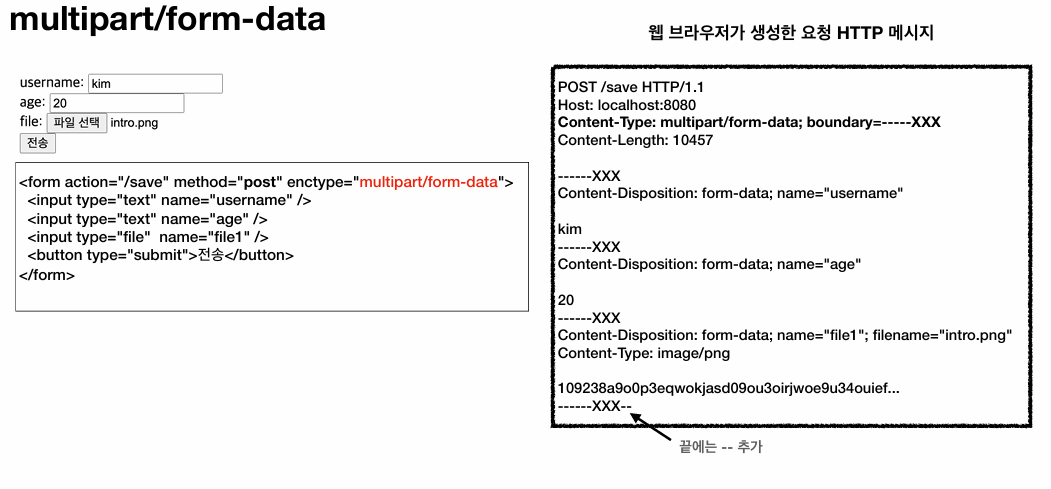 multipart/form-data
username: kim
age: 20
file: 파일 선택 intro.png
전송
<form action="/save" method="post" enctype="multipart/form-data">
<input type="text" name="username" />
<input type="text" name="age" />
<input type="file"  name="file1" />
<button type="submit">전송</button>
</form>
웹 브라우저가 생성한 요청 HTTP 메시지
POST /save HTTP/1.1
Host: localhost:8080
Content-Type: multipart/form-data; boundary=-----XXX
Content-Length: 10457
------XXX
Content-Disposition: form-data; name="username"
kim
------XXX
Content-Disposition: form-data; name="age"
20
------XXX
Content-Disposition: form-data; name="file1"; filename="intro.png"
Content-Type: image/png
109238a9o0p3eqwokjasd09ou3oirjwoe9u34ouief...
------XXX--
끝에는 -- 추가